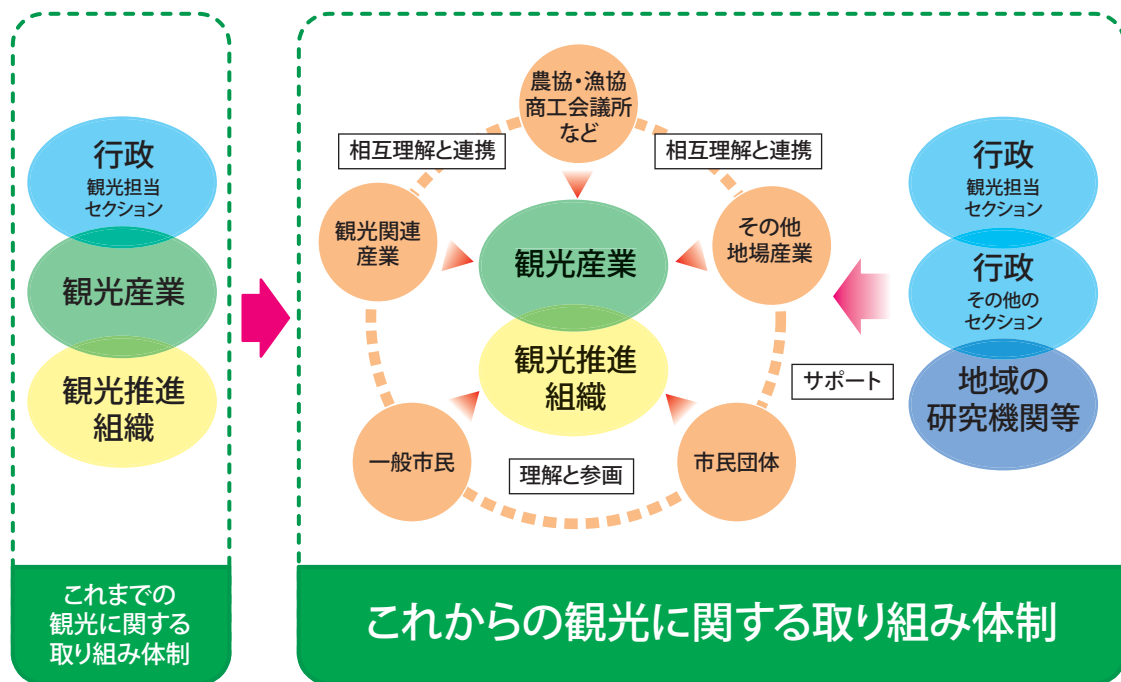 行政
観光担当
セクション
観光産業
観光推進
組織
これまでの
観光に関する
取り組み体制
農協・漁協
商工会議所
など
相互理解と連携
相互理解と連携
観光関連
産業
その他
地場産業
観光産業
観光推進
組織
サポート
一般市民
市民団体
理解と参画
行政
観光担当
セクション
行政
その他の
セクション
地域の
研究機関等
これからの観光に関する取り組み体制